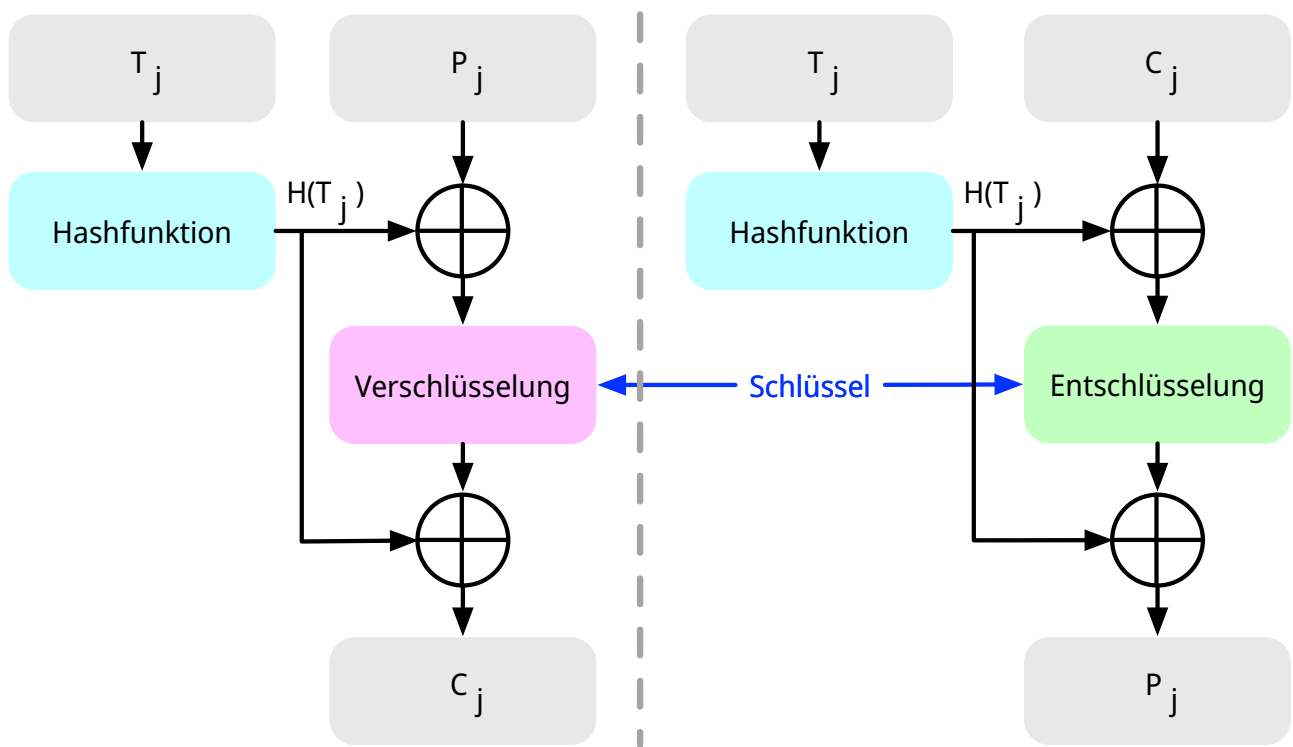 T j
P j
Hashfunktion
H(T j )
Verschlüsselung
C j
Schlüssel
T j
C j
Hashfunktion
H(T j )
Entschlüsselung
P j